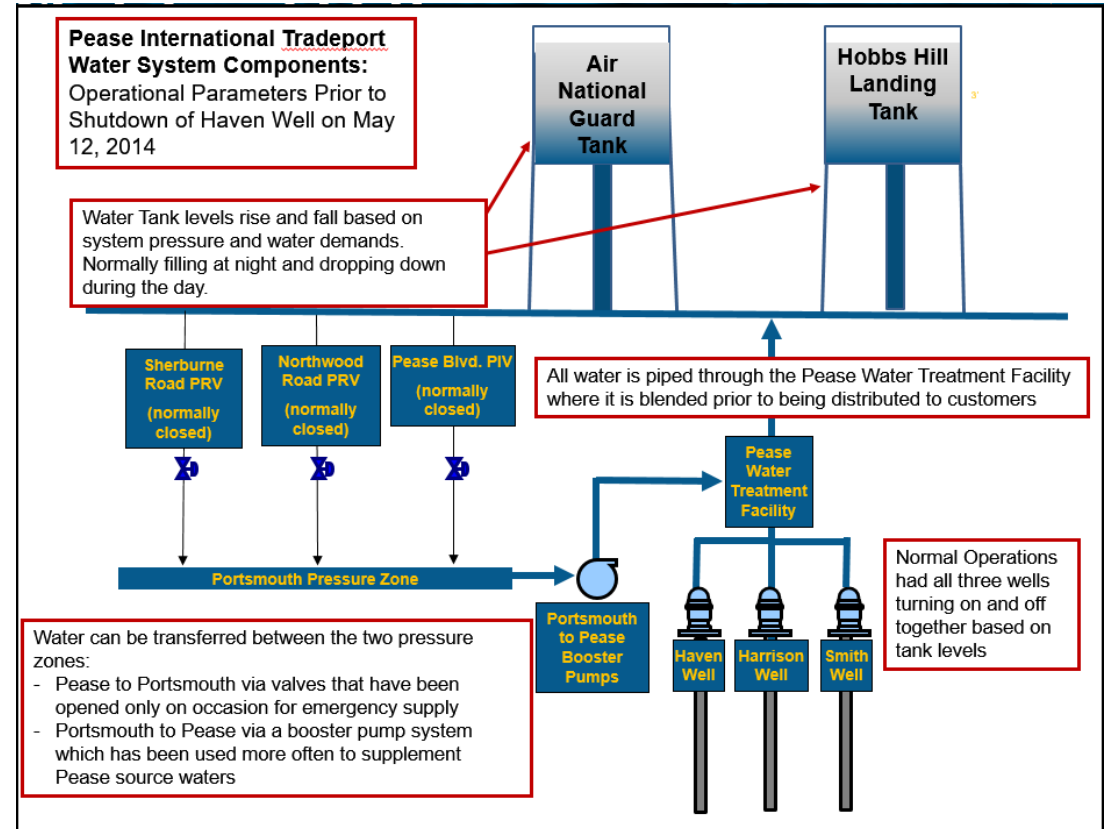 Pease International Tradeport
Water System Components:
Operational Parameters Prior to
Shutdown of Haven Well on May
12, 2014
Air
National
Guard
Tank
Hobbs Hill
Landing
Tank
3'
Water Tank levels rise and fall based on
system pressure and water demands.
Normally filling at night and dropping down
during the day.
Sherburne
Road PRV
(normally
closed)
Northwood
Road PRV
(normally
closed)
Pease Blvd. PIV
(normally
closed)
All water is piped through the Pease Water Treatment Facility
where it is blended prior to being distributed to customers
Pease
Water
Treatment
Facility
Portsmouth Pressure Zone
Portsmouth
to Pease
Booster
Pumps
Haven
Well
Harrison
Well
Smith
Well
Normal Operations
had all three wells
turning on and off
together based on
tank levels
Water can be transferred between the two pressure
zones:
- Pease to Portsmouth via valves that have been
opened only on occasion for emergency supply
- Portsmouth to Pease via a booster pump system
which has been used more often to supplement
Pease source waters